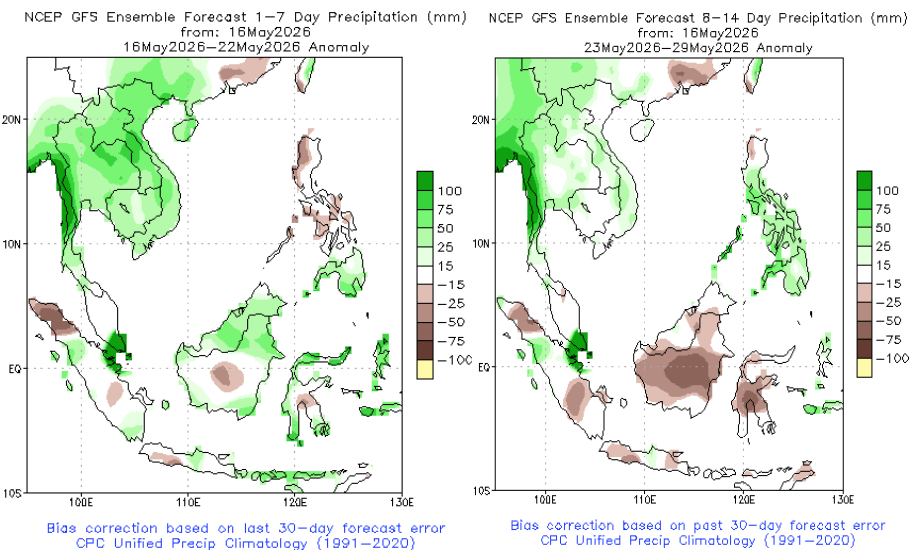 NCEP GFS Ensemble Forecast 1–7 Day Precipitation (mm)
from: 16May2026
16May2026–22May2026 Anomaly
20N
10N
EQ
10S
100E
110E
120E
130E
100
75
50
25
15
−15
−25
−50
−75
−100
Bias correction based on last 30–day forecast error
CPC Unified Precip Climatology (1991–2020)
NCEP GFS Ensemble Forecast 8–14 Day Precipitation (mm)
from: 16May2026
23May2026–29May2026 Anomaly
20N
10N
EQ
10S
100E
110E
120E
130E
100
75
50
25
15
−15
−25
−50
−75
−100
Bias correction based on past 30–day forecast error
CPC Unified Precip Climatology (1991–2020)